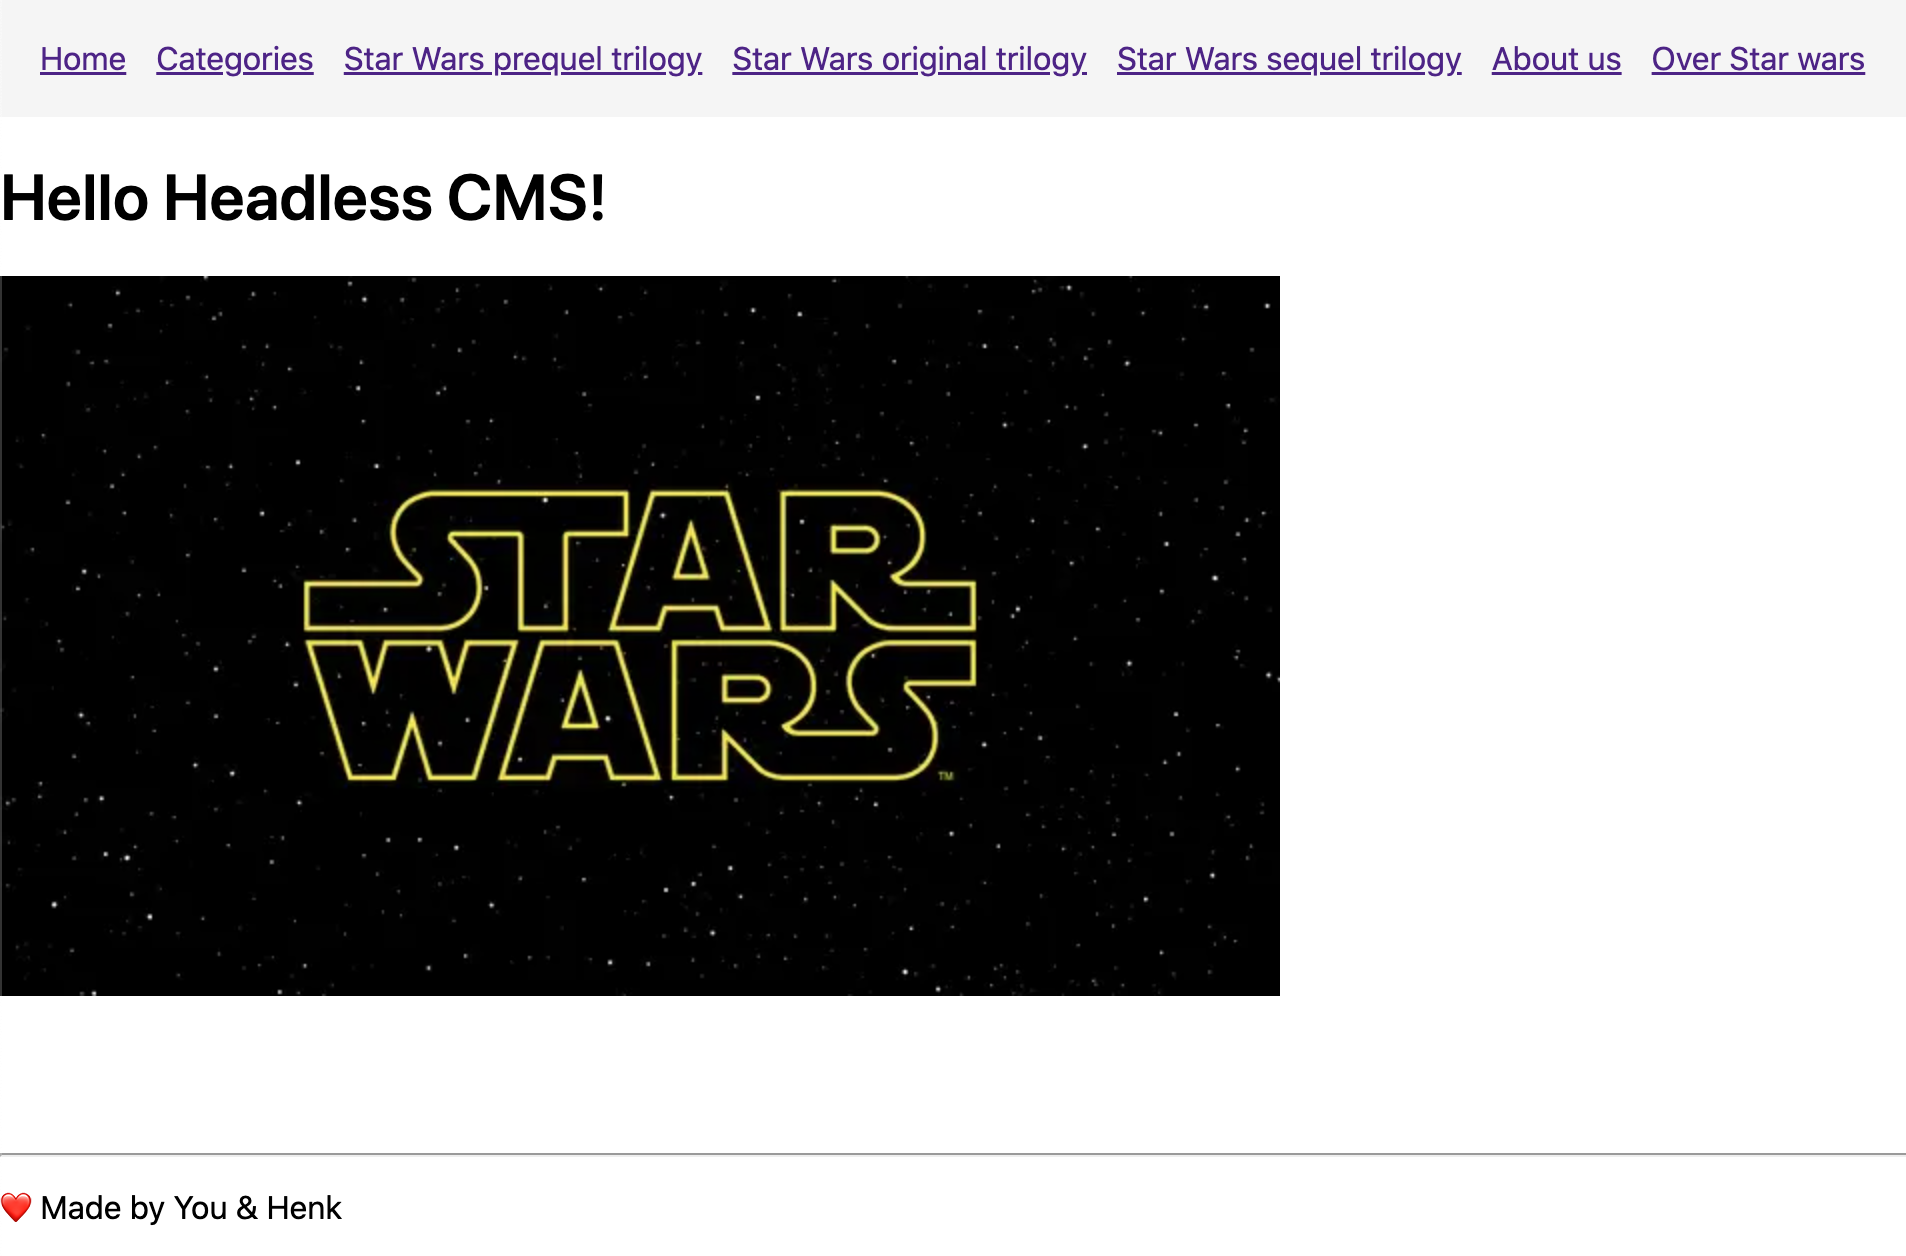 Home Categories Star Wars prequel trilogy Star Wars original trilogy Star Wars sequel trilogy About us Over Star wars
Hello Headless CMS!
STAR
WARS TM
❤️ Made by You & Henk